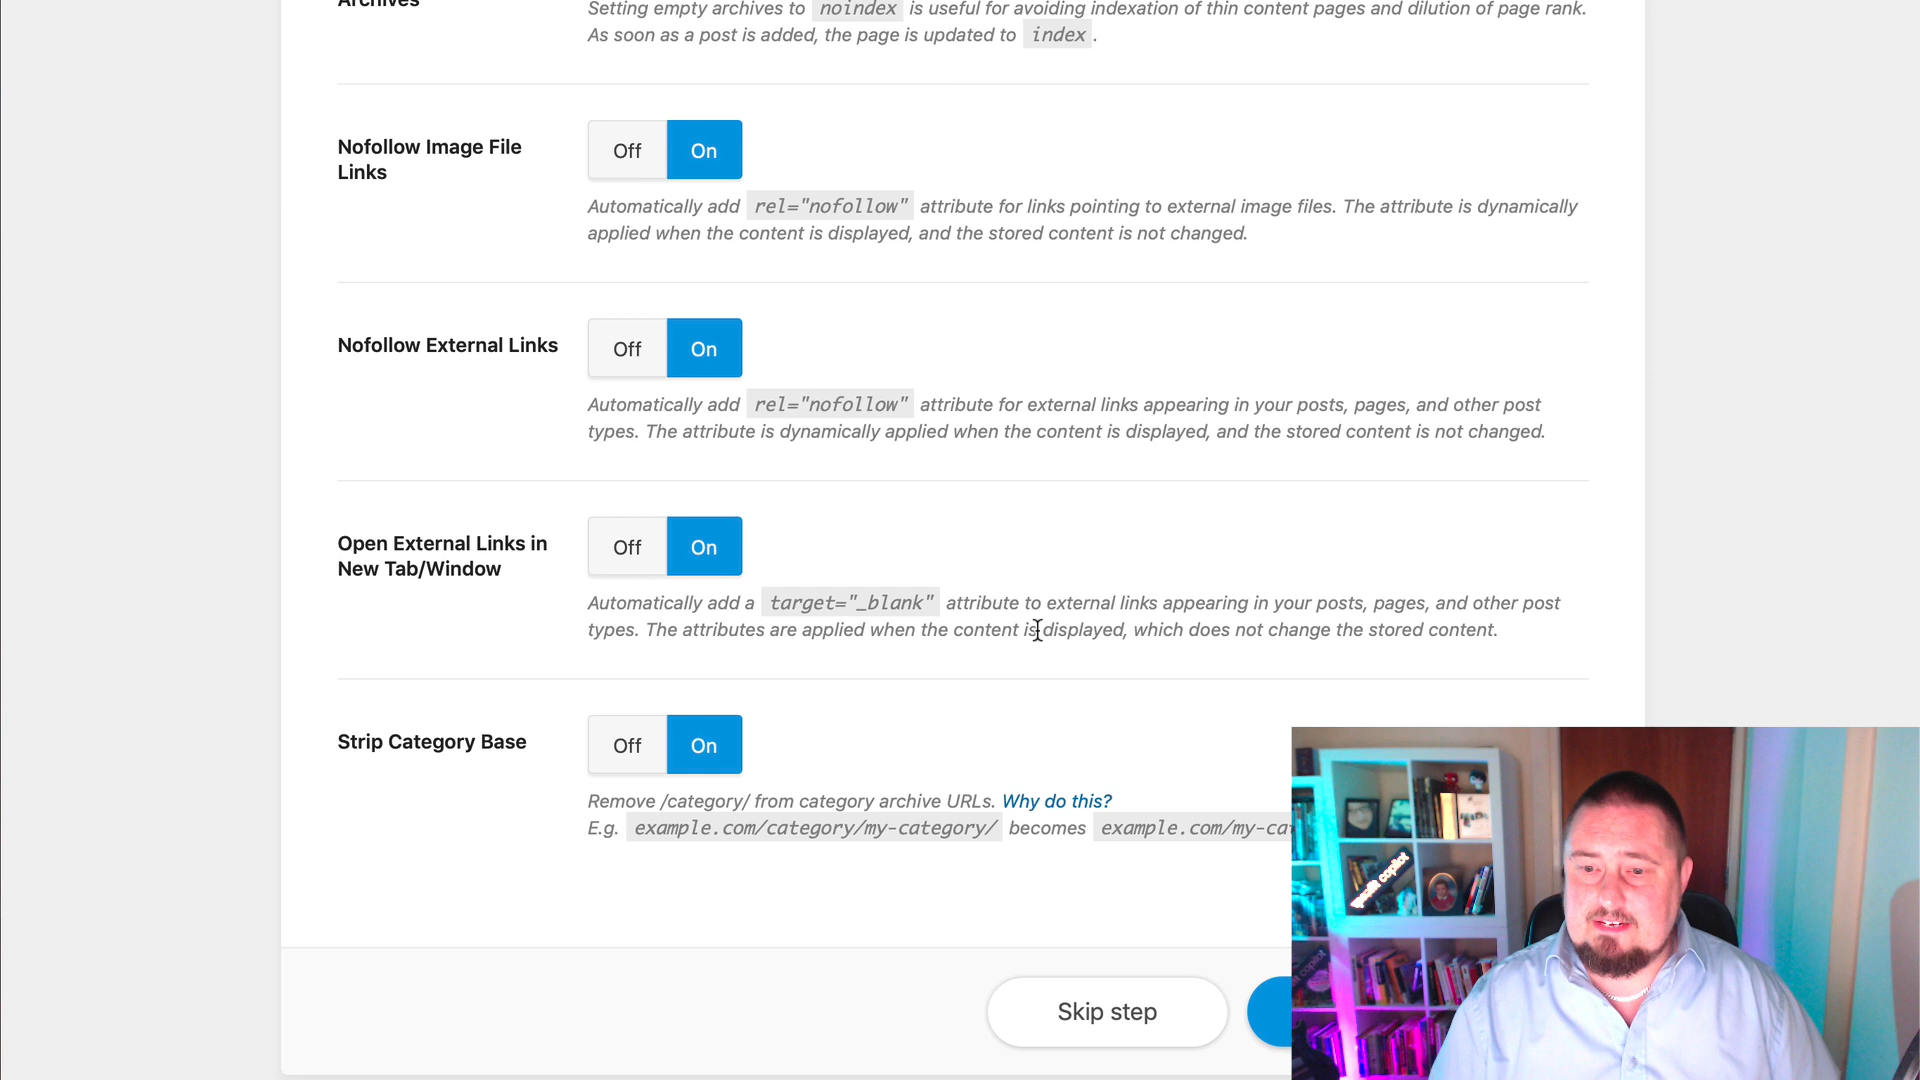 Archives
Setting empty archives to noindex is useful for avoiding indexation of thin content pages and dilution of page rank.
As soon as a post is added, the page is updated to index .
Nofollow Image File
Links
Off On
Automatically add rel="nofollow" attribute for links pointing to external image files. The attribute is dynamically
applied when the content is displayed, and the stored content is not changed.
Nofollow External Links
Off On
Automatically add rel="nofollow" attribute for external links appearing in your posts, pages, and other post
types. The attribute is dynamically applied when the content is displayed, and the stored content is not changed.
Open External Links in
New Tab/Window
Off On
Automatically add a target="_blank" attribute to external links appearing in your posts, pages, and other post
types. The attributes are applied when the content is displayed, which does not change the stored content.
Strip Category Base
Off On
Remove /category/ from category archive URLs. Why do this?
E.g. example.com/category/my-category/ becomes example.com/my-cat
Skip step
copilot